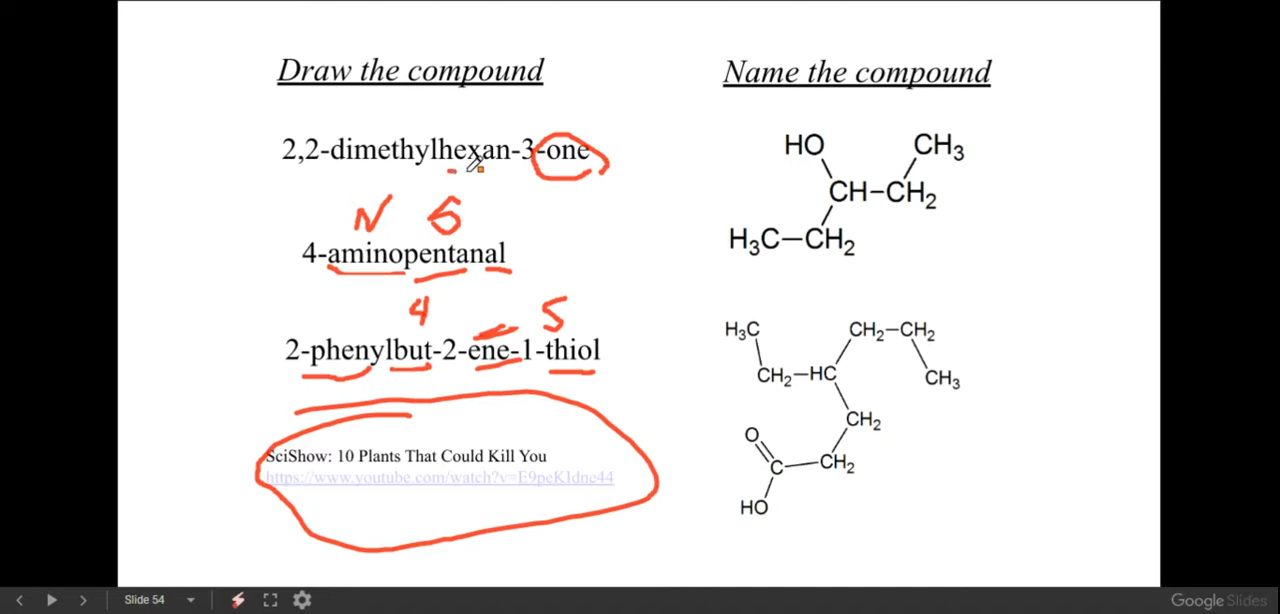 Draw the compound
2,2-dimethylhexan-3-one
N 5
4-aminopentanal
4 S
2-phenylbut-2-ene-1-thiol
SciShow: 10 Plants That Could Kill You
https://www.youtube.com/watch?v=E9peKIdne44
Name the compound
HO CH3
CH-CH2
H3C-CH2
H3C CH2-CH2
CH2-HC CH3
CH2
O
C-CH2
HO
Slide 54
Google Slides